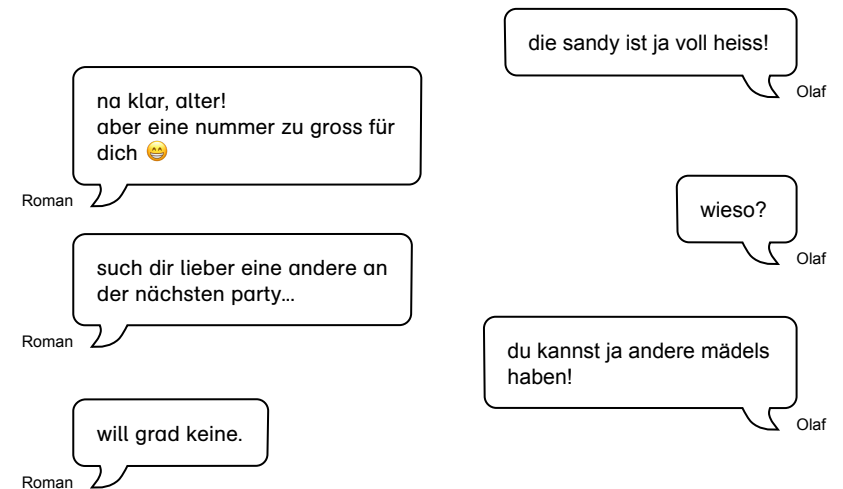 die sandy ist ja voll heiss!
Olaf
na klar, alter!
aber eine nummer zu gross für
dich 😁
Roman
wieso?
Olaf
such dir lieber eine andere an
der nächsten party...
Roman
du kannst ja andere mädels
haben!
Olaf
will grad keine.
Roman